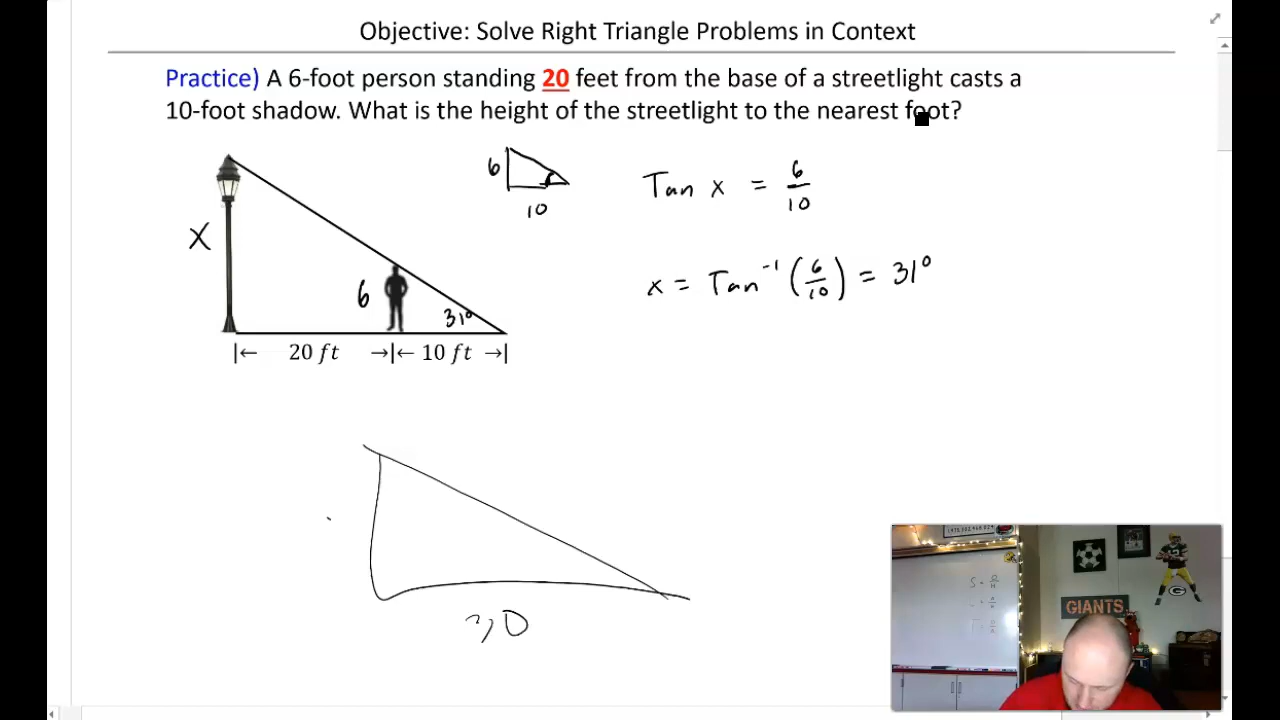 Objective: Solve Right Triangle Problems in Context
Practice) A 6-foot person standing 20 feet from the base of a streetlight casts a
10-foot shadow. What is the height of the streetlight to the nearest foot?
6
10
Tan x = 6/10
x = Tan⁻¹ (6/10) = 31°
X
6
31°
|← 20 ft →|← 10 ft →|
30
GIANTS
G